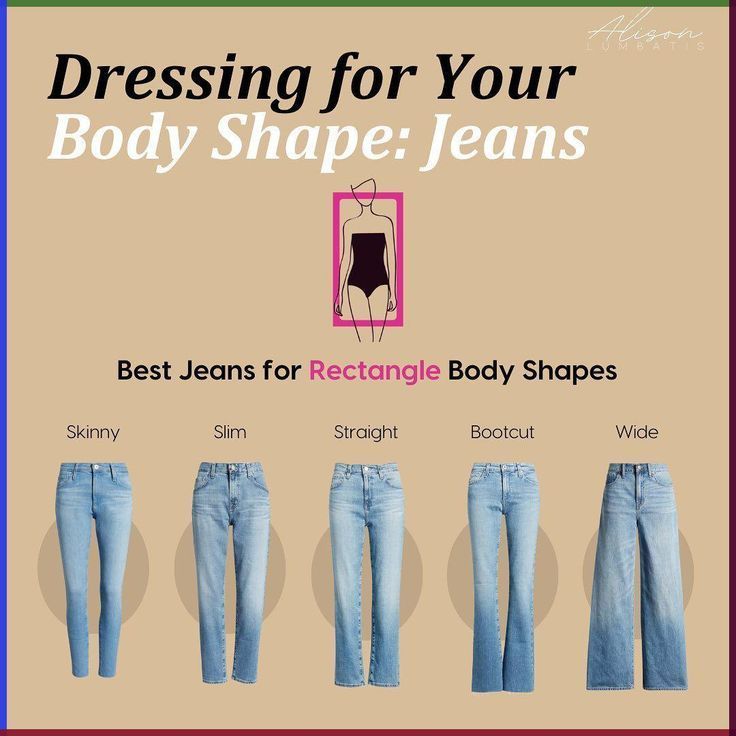 Alison
LUMBATIS
Dressing for Your
Body Shape: Jeans
Best Jeans for Rectangle Body Shapes
Skinny
Slim
Straight
Bootcut
Wide